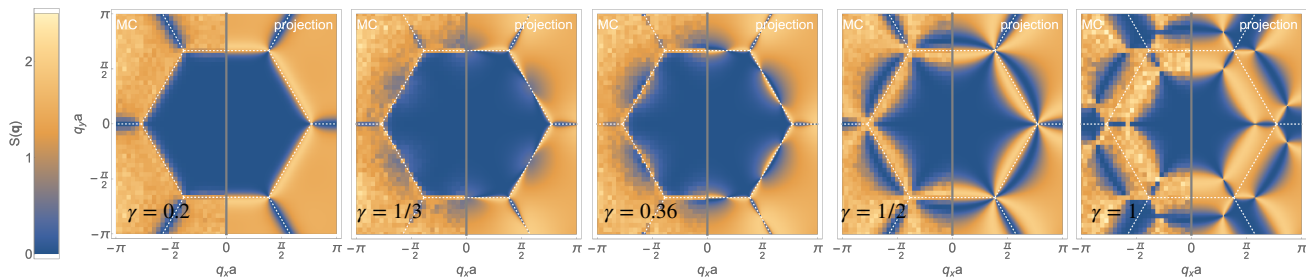 S(q)
2
1
0
q_y a
π
π/2
0
-π/2
-π
MC projection
γ = 0.2
-π -π/2 0 π/2 π
q_x a
MC projection
γ = 1/3
-π -π/2 0 π/2 π
q_x a
MC projection
γ = 0.36
-π -π/2 0 π/2 π
q_x a
MC projection
γ = 1/2
-π -π/2 0 π/2 π
q_x a
MC projection
γ = 1
-π -π/2 0 π/2 π
q_x a